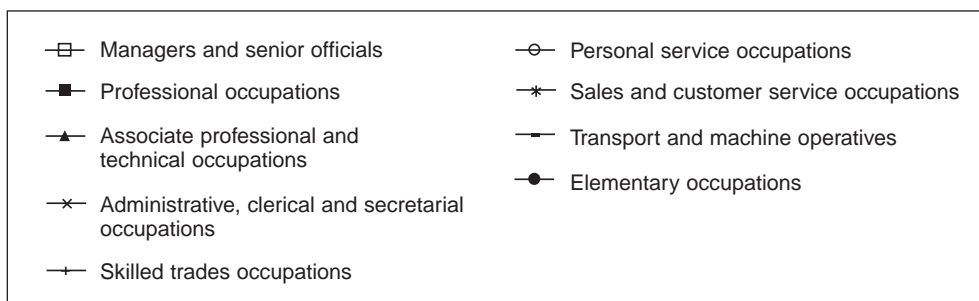 Managers and senior officials
Professional occupations
Associate professional and
technical occupations
Administrative, clerical and secretarial
occupations
Skilled trades occupations
Personal service occupations
Sales and customer service occupations
Transport and machine operatives
Elementary occupations